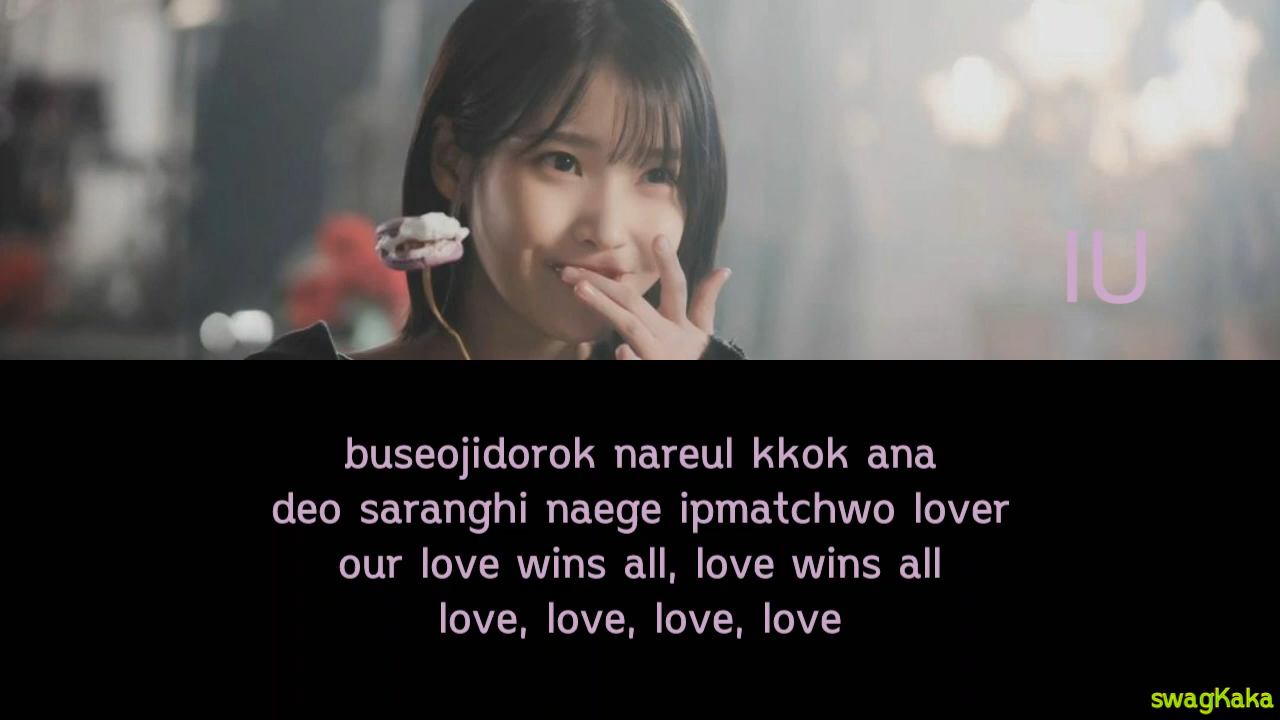 IU
buseojidorok nareul kkok ana
deo saranghi naege ipmatchwo lover
our love wins all, love wins all
love, love, love, love
swagKaka